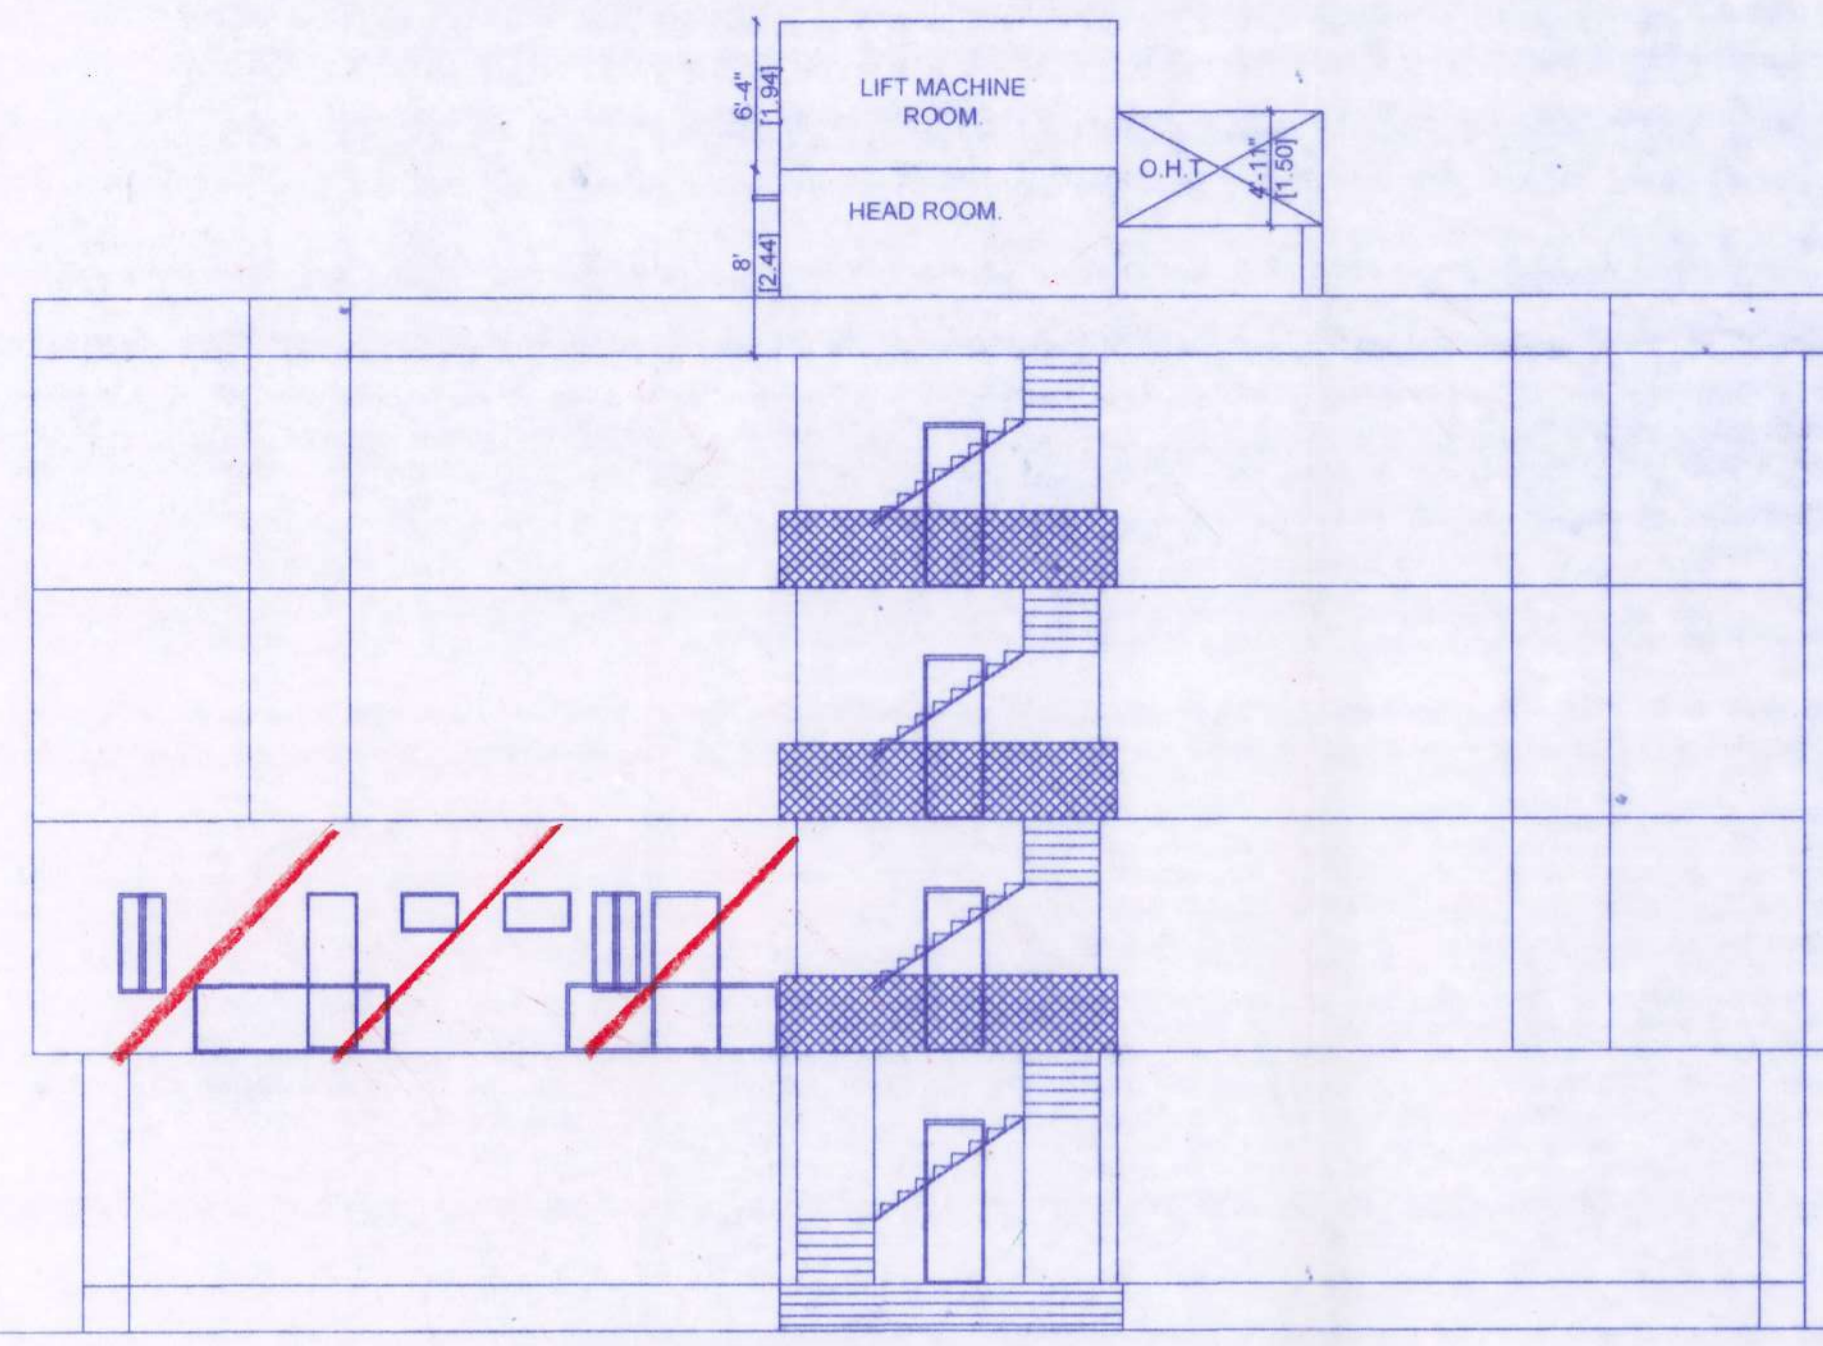 6'-4"
[1.94]
LIFT MACHINE
ROOM.
O.H.T
4'-11"
[1.50]
HEAD ROOM.
8'
[2.44]